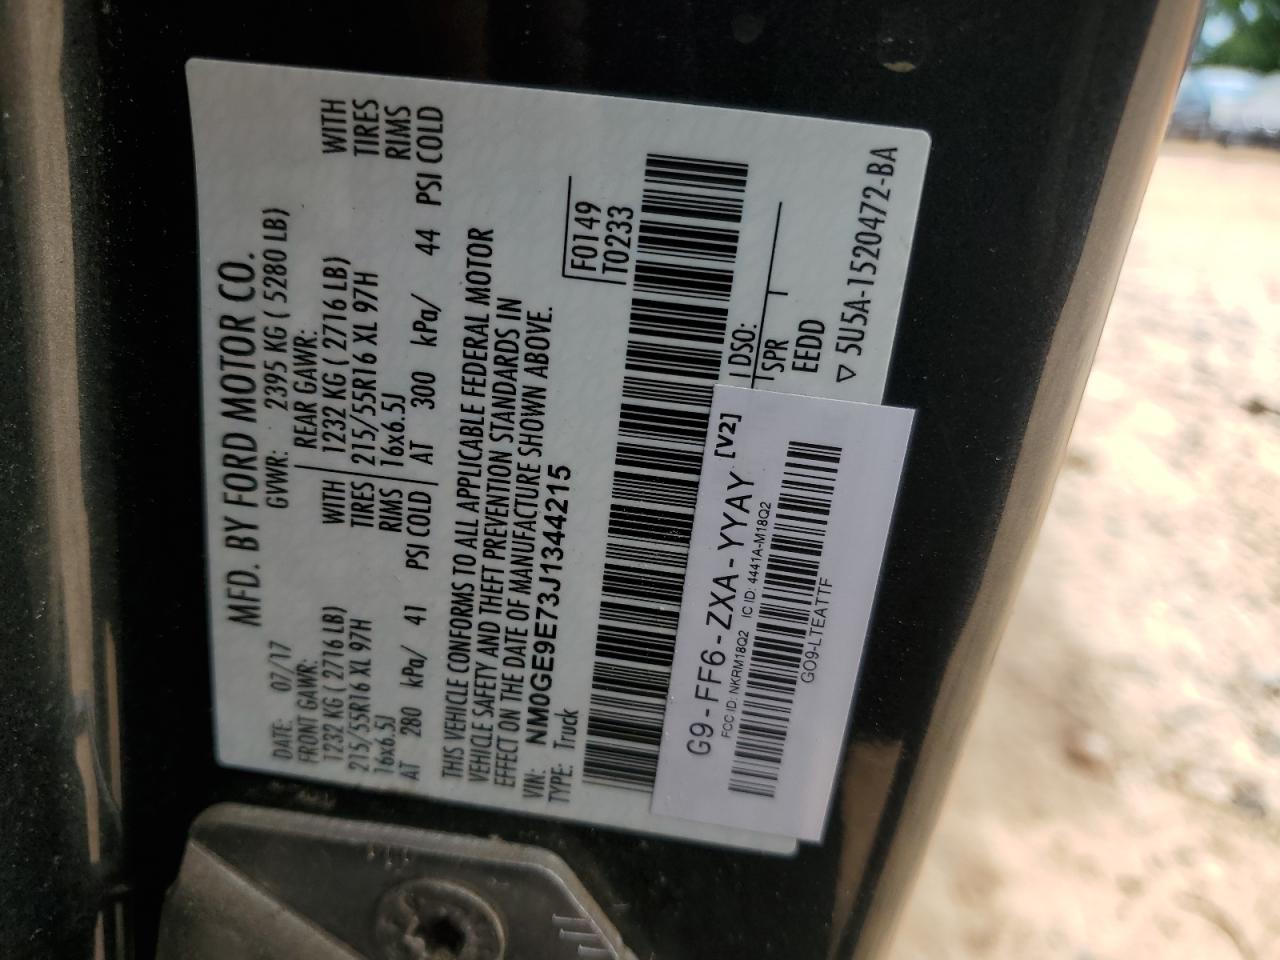 MFD. BY FORD MOTOR CO.
DATE: 07/17 GVWR: 2395 KG ( 5280 LB)
FRONT GAWR: REAR GAWR:
1232 KG ( 2716 LB) WITH 1232 KG ( 2716 LB) WITH
215/55R16 XL 97H TIRES 215/55R16 XL 97H TIRES
16x6.5J RIMS 16x6.5J RIMS
AT 280 kPa/ 41 PSI COLD AT 300 kPa/ 44 PSI COLD
THIS VEHICLE CONFORMS TO ALL APPLICABLE FEDERAL MOTOR
VEHICLE SAFETY AND THEFT PREVENTION STANDARDS IN
EFFECT ON THE DATE OF MANUFACTURE SHOWN ABOVE.
VIN: NM0GE9E73J1344215 F0149
TYPE: Truck T0233
DSO:
SPR
EEDD
▽ 5U5A-1520472-BA
G9-FF6-ZXA-YYAY [V2]
FCC ID: NKRM18Q2 IC ID: 4441A-M18Q2
GO9-LTEATTF